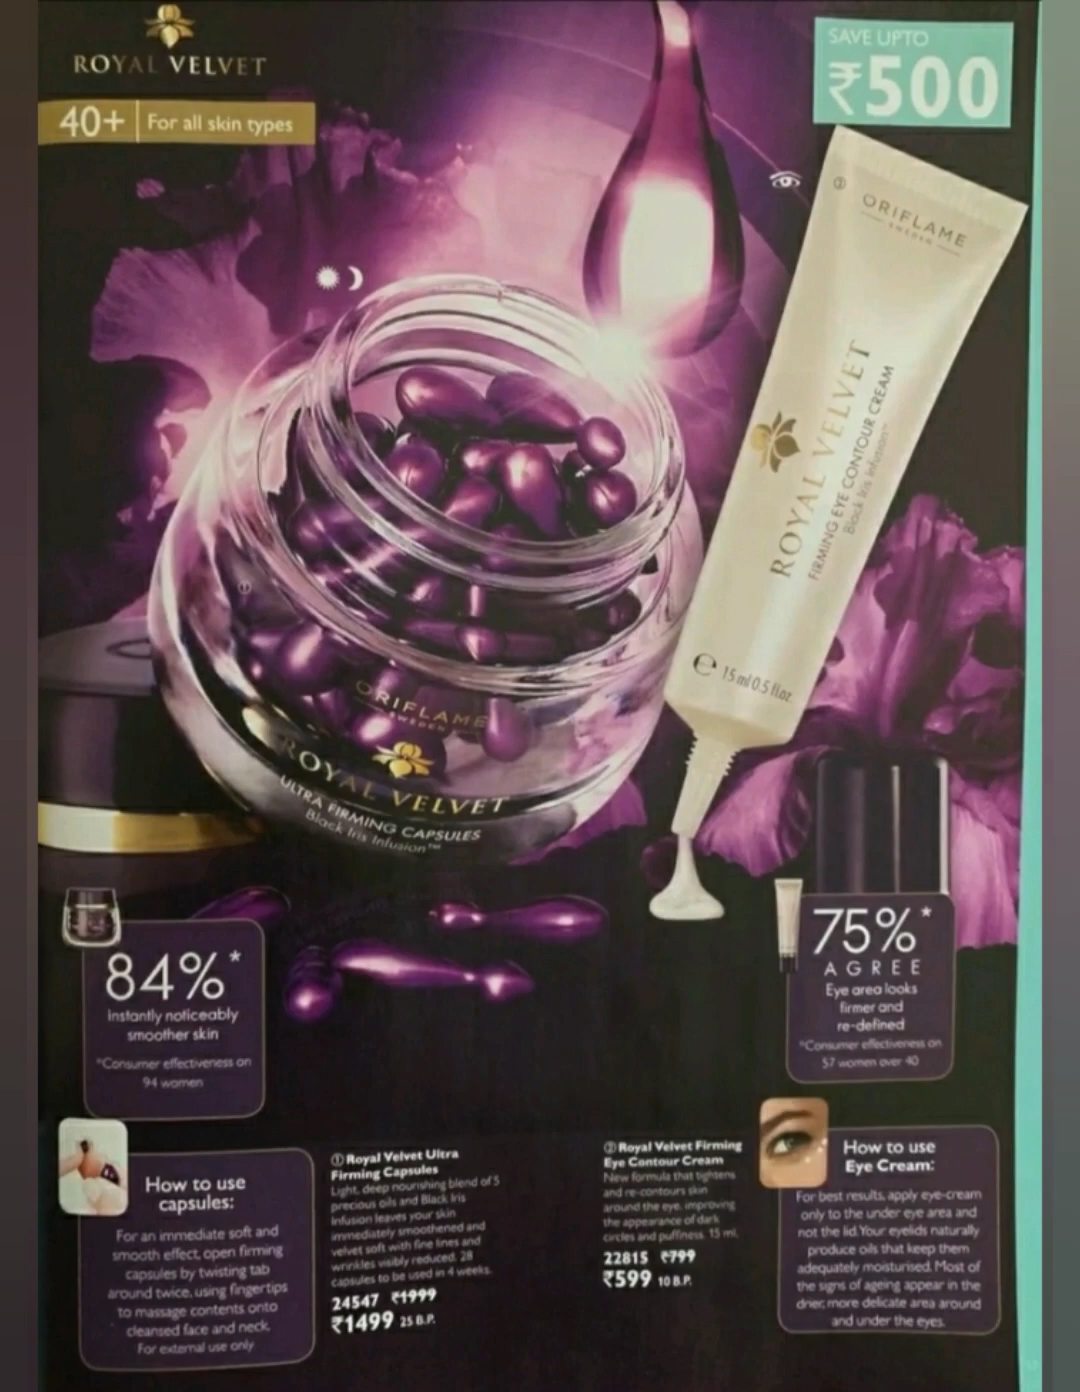 ROYAL VELVET
40+ | For all skin types
SAVE UPTO
₹500
②
ORIFLAME
SWEDEN
ROYAL VELVET
FIRMING EYE CONTOUR CREAM
Black Iris Infusion™
℮ 15 ml/0.5 fl.oz
①
ORIFLAME
SWEDEN
ROYAL VELVET
ULTRA FIRMING CAPSULES
Black Iris Infusion™
84%*
Instantly noticeably
smoother skin
*Consumer effectiveness on
94 women
75%*
AGREE
Eye area looks
firmer and
re-defined
*Consumer effectiveness on
57 women over 40
How to use
capsules:
For an immediate soft and
smooth effect, open firming
capsules by twisting tab
around twice, using fingertips
to massage contents onto
cleansed face and neck.
For external use only
① Royal Velvet Ultra
Firming Capsules
Light, deep nourishing blend of 5
precious oils and Black Iris
Infusion leaves your skin
immediately smoothened and
velvet soft with fine lines and
wrinkles visibly reduced. 28
capsules to be used in 4 weeks.
24547 ₹1999
₹1499 25 B.P.
② Royal Velvet Firming
Eye Contour Cream
New formula that tightens
and re-contours skin
around the eye, improving
the appearance of dark
circles and puffiness. 15 ml.
22815 ₹799
₹599 10 B.P.
How to use
Eye Cream:
For best results, apply eye-cream
only to the under eye area and
not the lid. Your eyelids naturally
produce oils that keep them
adequately moisturised. Most of
the signs of ageing appear in the
drier, more delicate area around
and under the eyes.